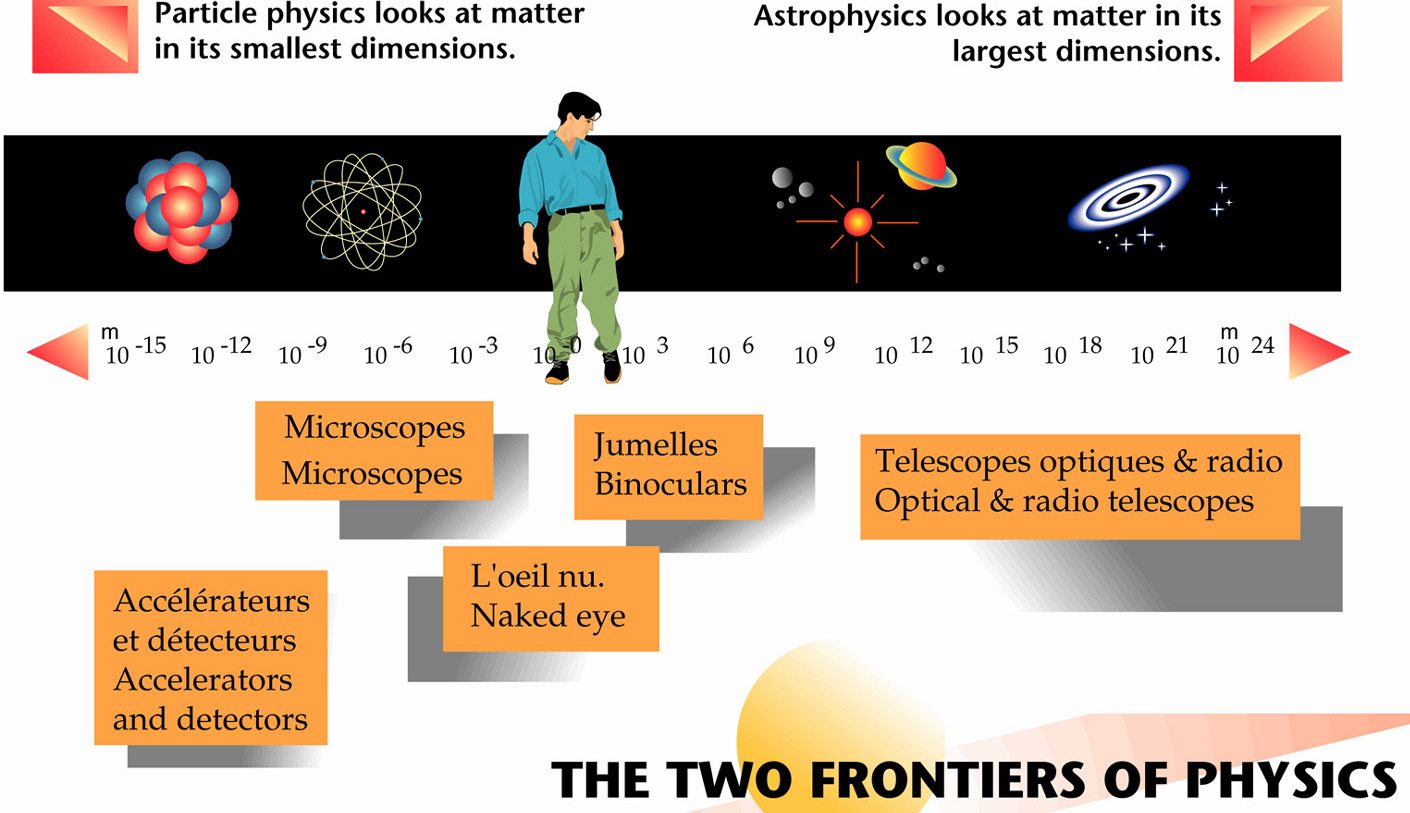 Particle physics looks at matter
in its smallest dimensions.
Astrophysics looks at matter in its
largest dimensions.
m
10 -15 10 -12 10 -9 10 -6 10 -3 10 -0 10 3 10 6 10 9 10 12 10 15 10 18 10 21 m 10 24
Microscopes
Microscopes
Jumelles
Binoculars
Telescopes optiques & radio
Optical & radio telescopes
L'oeil nu.
Naked eye
Accélérateurs
et détecteurs
Accelerators
and detectors
THE TWO FRONTIERS OF PHYSICS